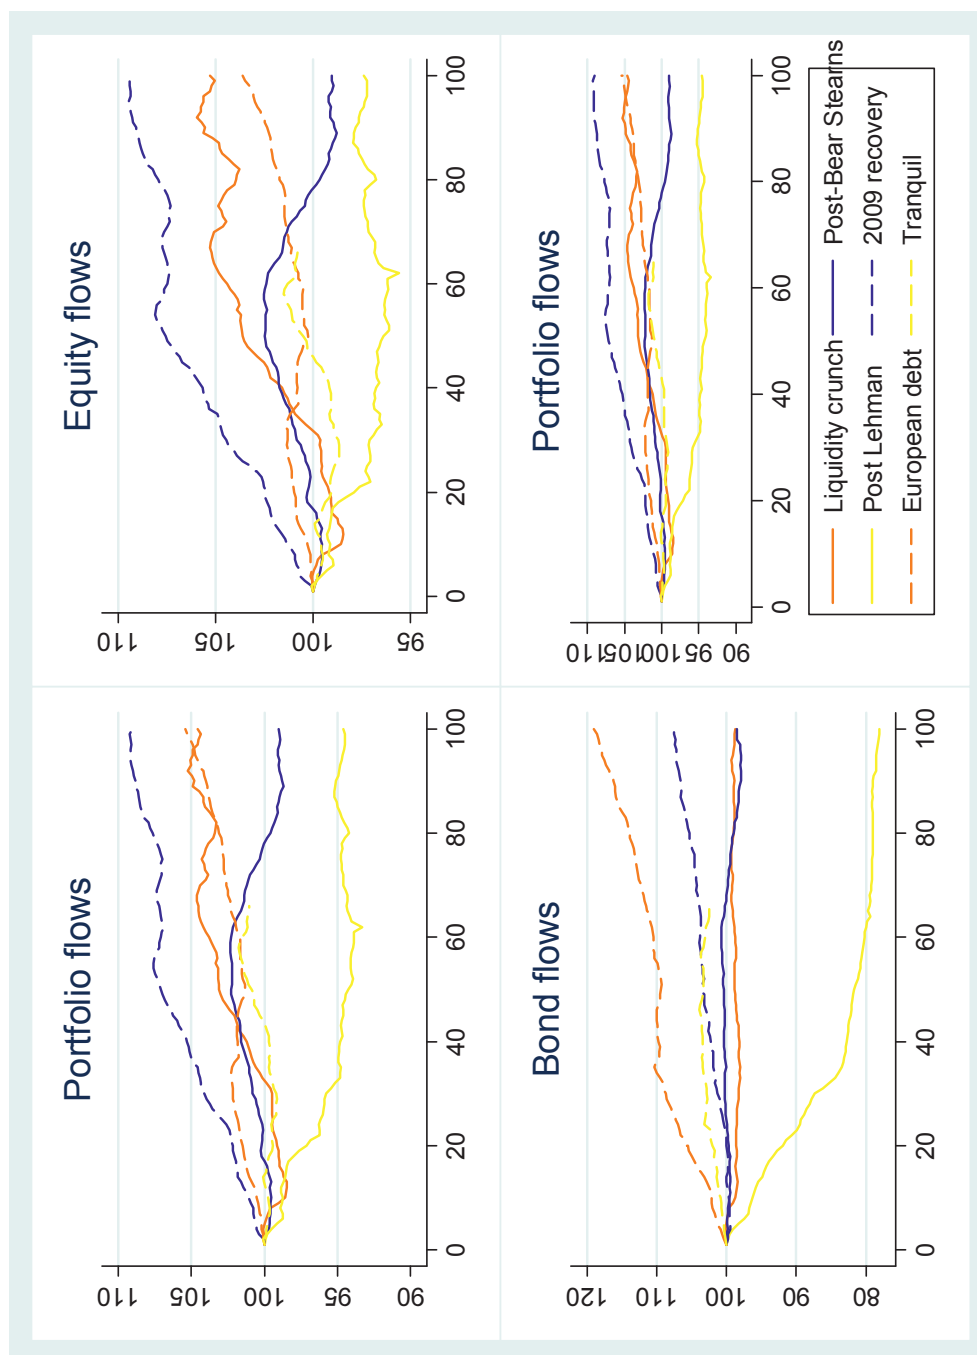 Portfolio flows
110
105
100
95
90
0 20 40 60 80 100
Equity flows
110
105
100
95
0 20 40 60 80 100
Bond flows
120
110
100
90
80
0 20 40 60 80 100
Portfolio flows
110
105
100
95
90
0 20 40 60 80 100
Liquidity crunch Post-Bear Stearns
Post Lehman 2009 recovery
European debt Tranquil